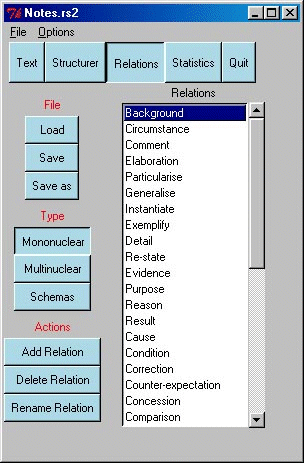 Notes.rs2
File Options
Text Structurer Relations Statistics Quit
File
Load
Save
Save as
Type
Mononuclear
Multinuclear
Schemas
Actions
Add Relation
Delete Relation
Rename Relation
Relations
Background
Circumstance
Comment
Elaboration
Particularise
Generalise
Instantiate
Exemplify
Detail
Re-state
Evidence
Purpose
Reason
Result
Cause
Condition
Correction
Counter-expectation
Concession
Comparison